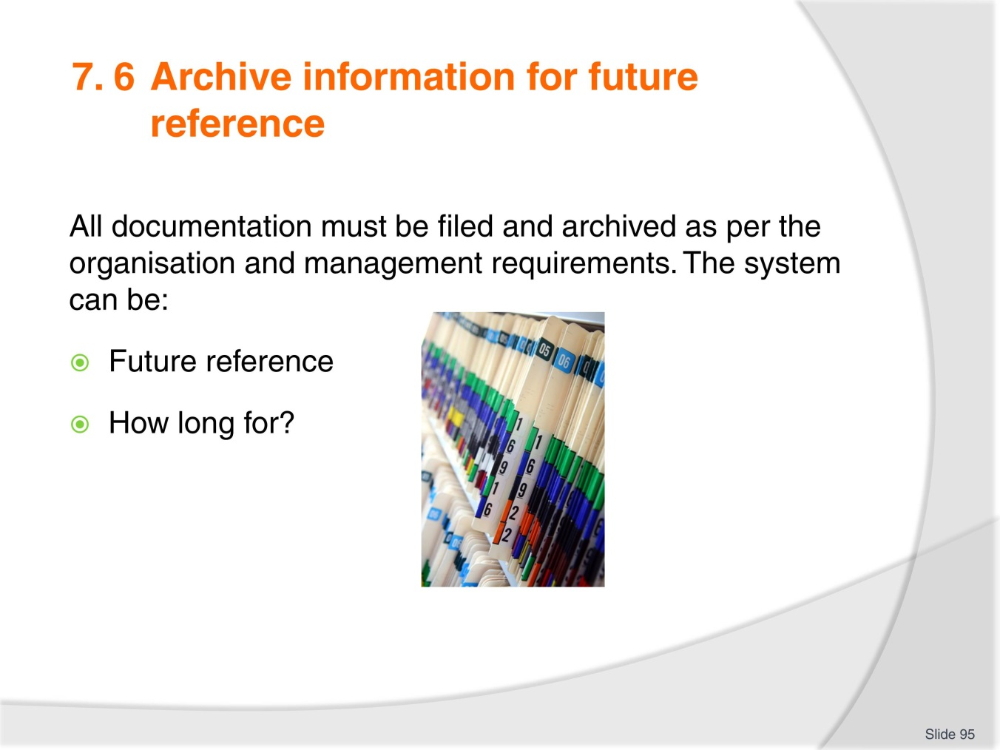 7. 6 Archive information for future
reference
All documentation must be filed and archived as per the
organisation and management requirements. The system
can be:
Future reference
How long for?
05
06
1
6
9
1
6
1
6
9
2
2
05
06
Slide 95